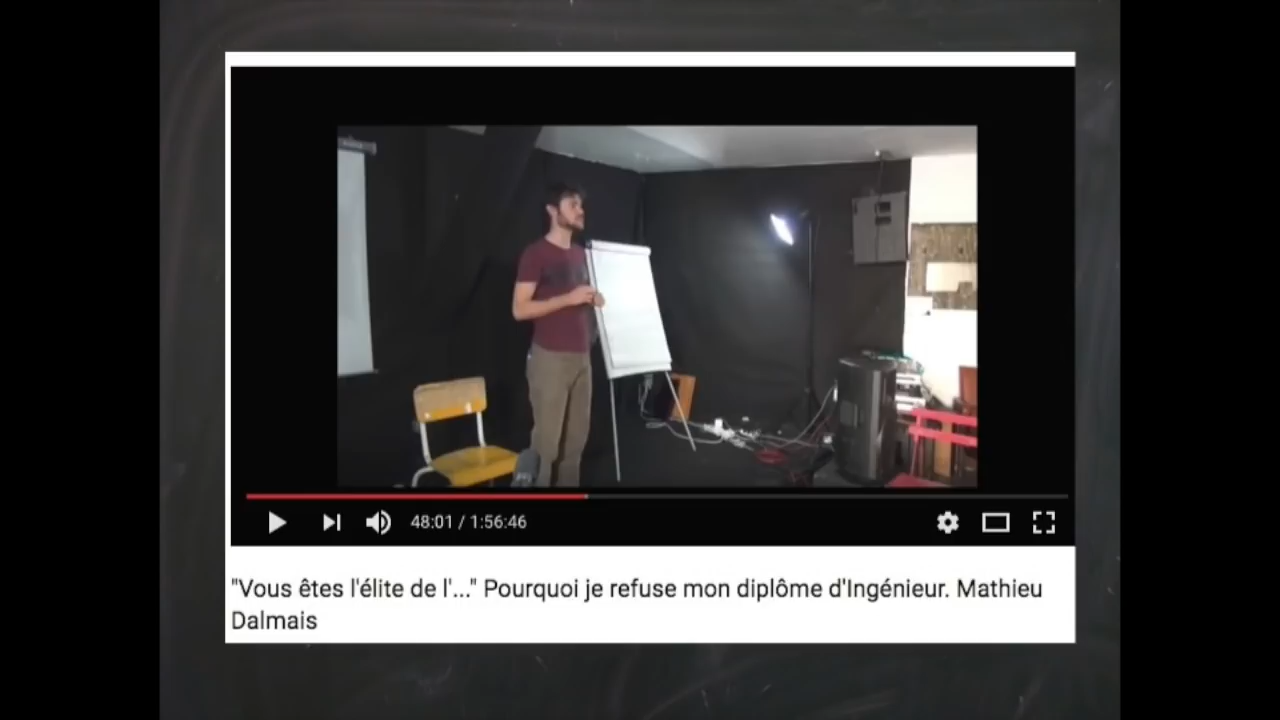 48:01 / 1:56:46
"Vous êtes l'élite de l'..." Pourquoi je refuse mon diplôme d'Ingénieur. Mathieu
Dalmais